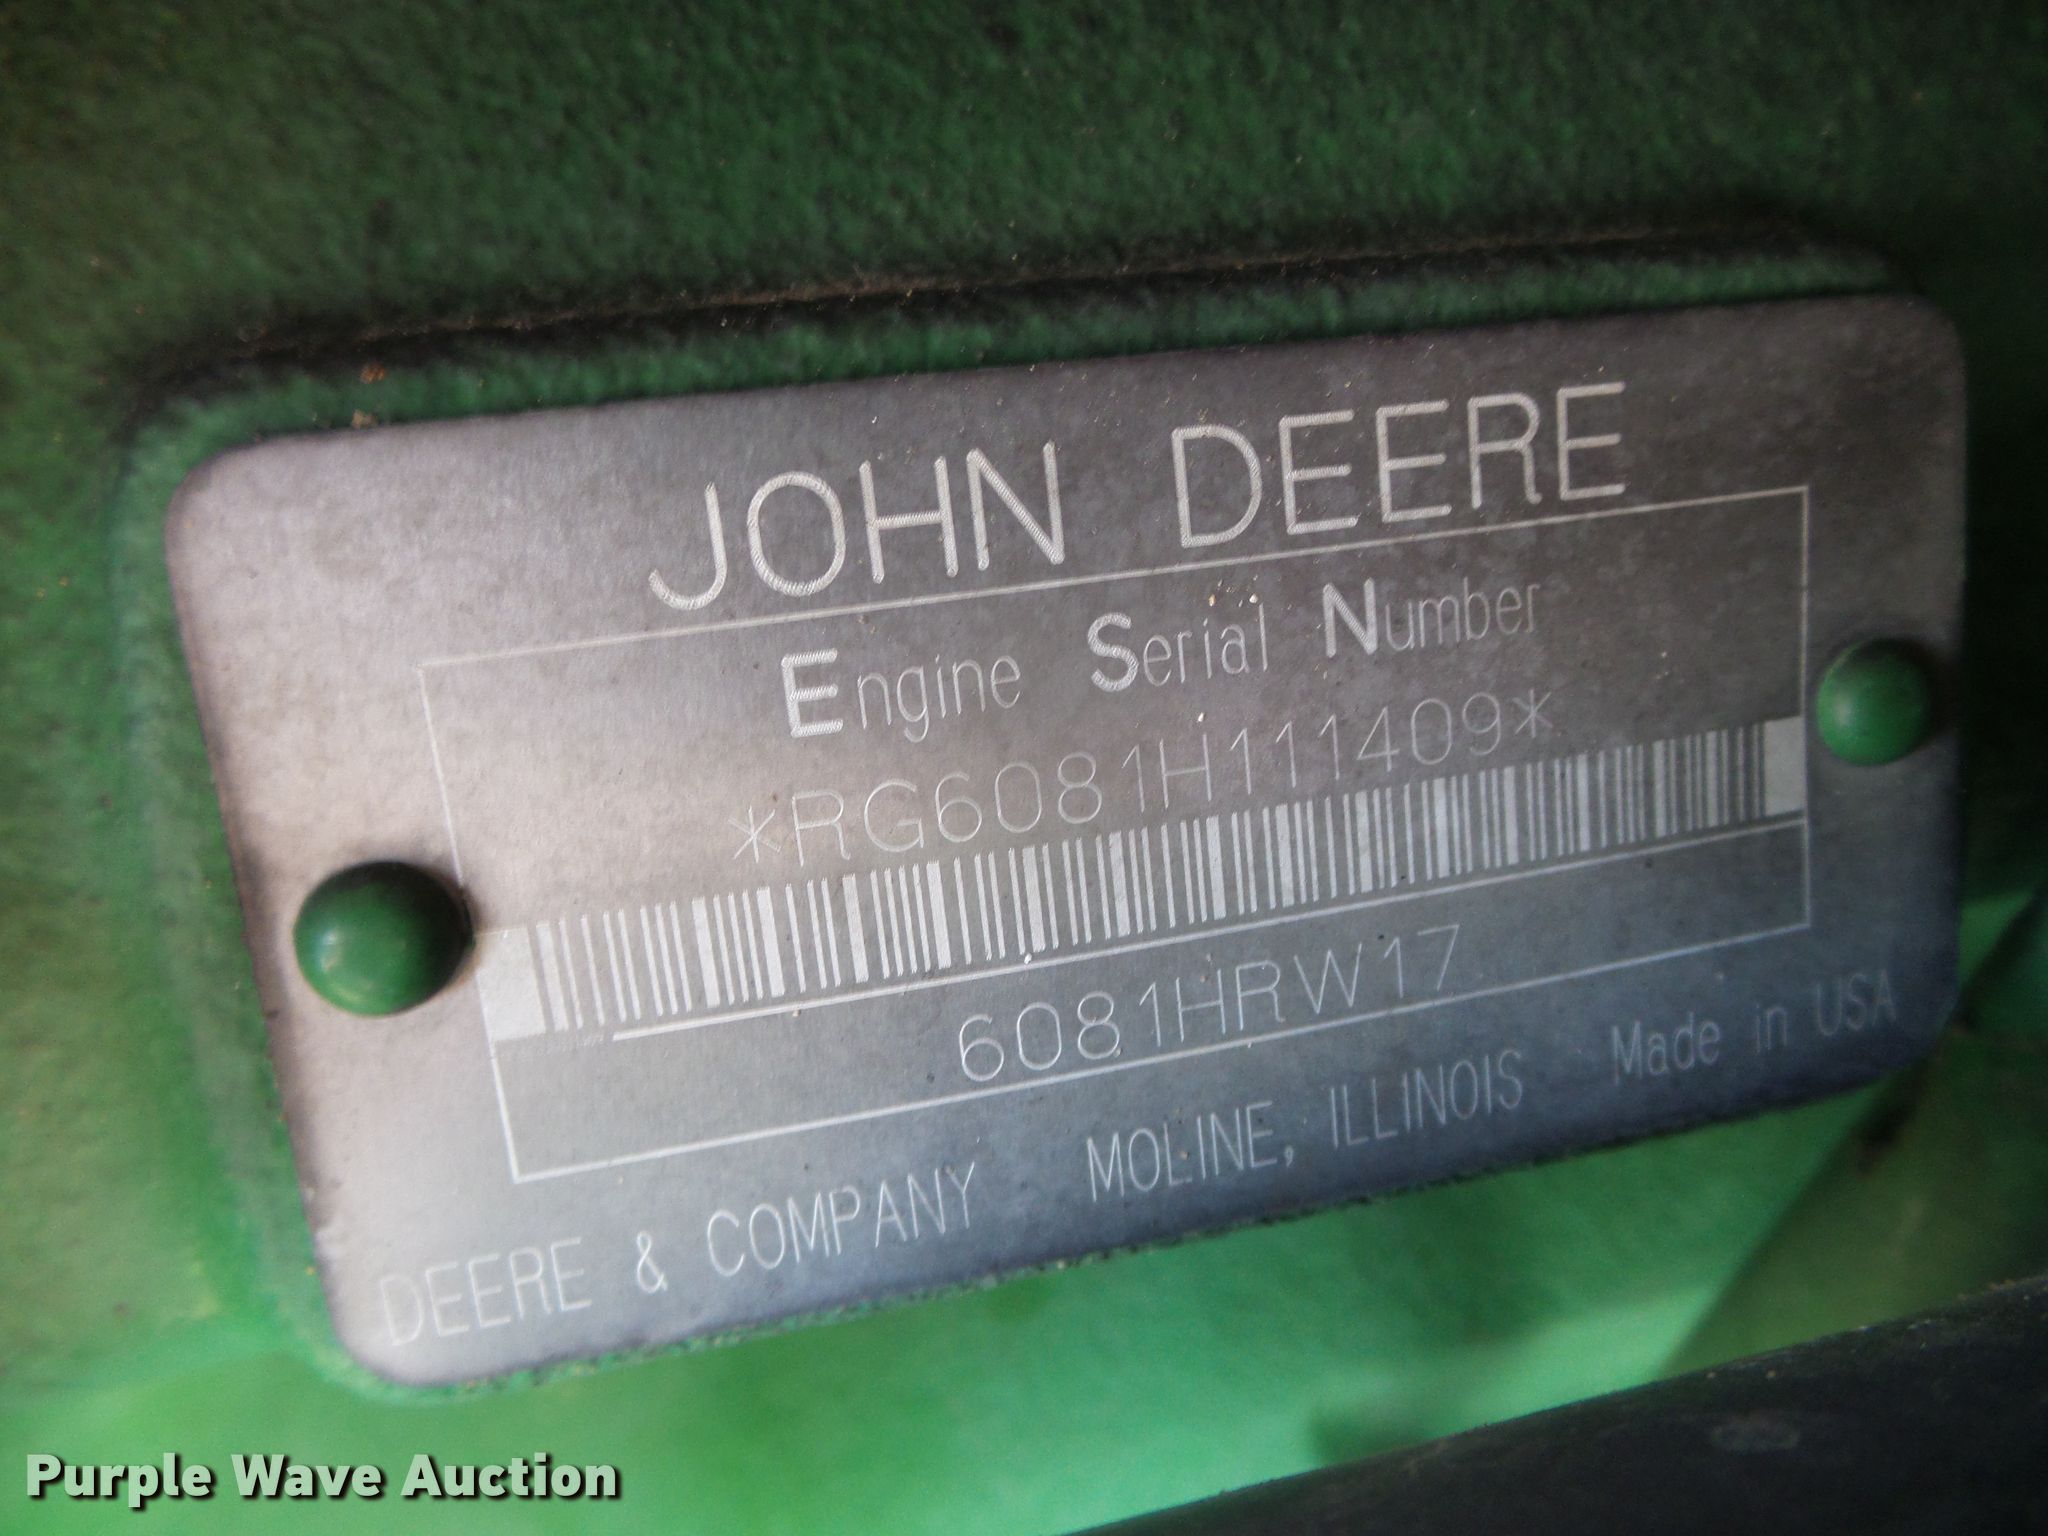 JOHN DEERE
Engine Serial Number
*RG6081H111409*
6081HRW17
DEERE & COMPANY MOLINE, ILLINOIS Made in USA
Purple Wave Auction